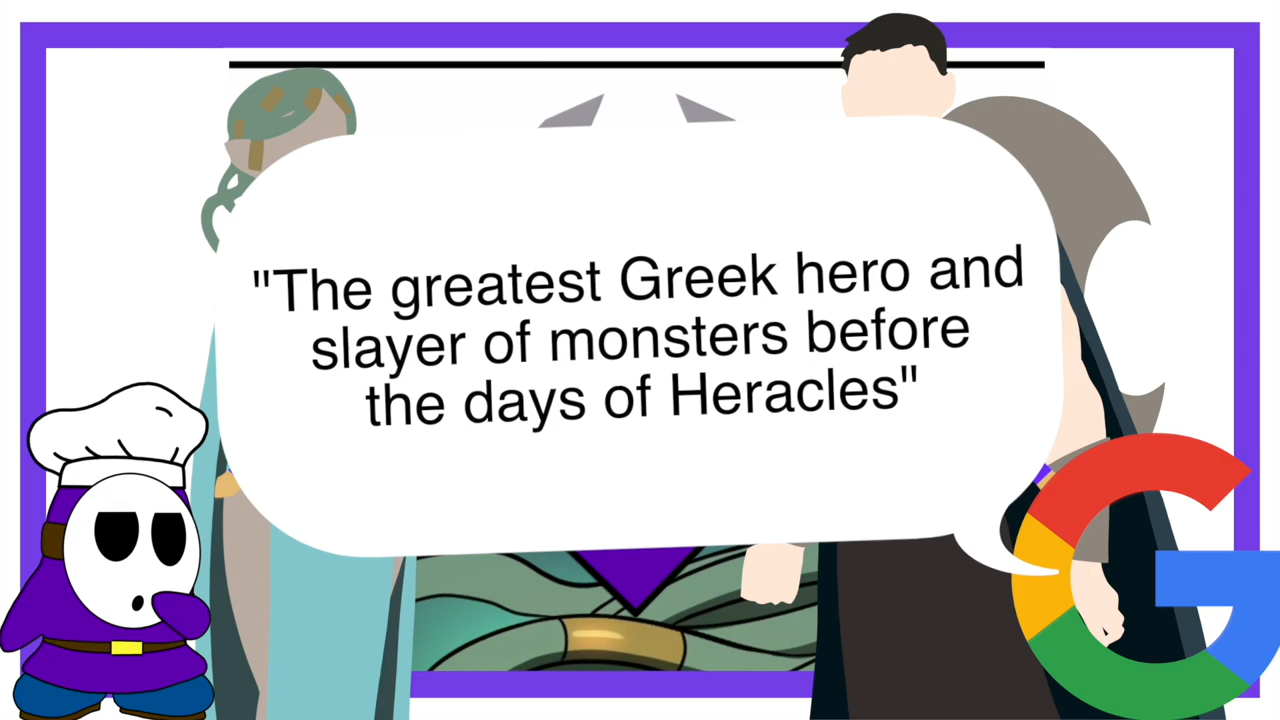 "The greatest Greek hero and
slayer of monsters before
the days of Heracles"